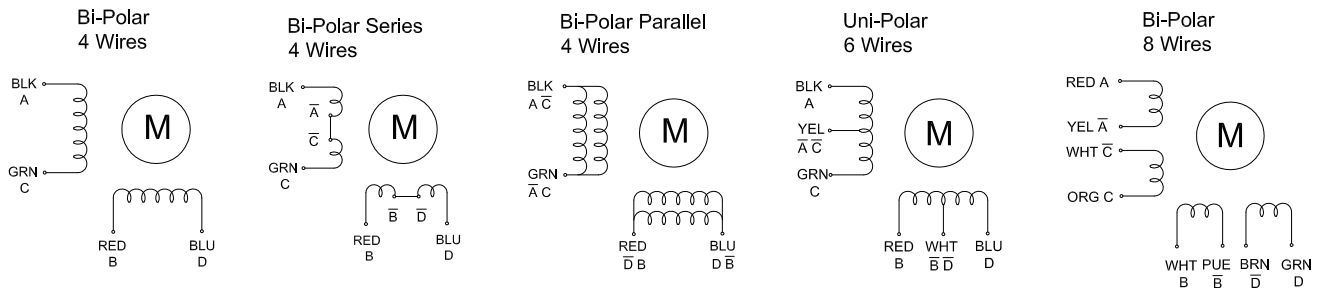 Bi-Polar
4 Wires
BLK
A
GRN
C
M
RED
B
BLU
D
Bi-Polar Series
4 Wires
BLK
A
A̅
C̅
GRN
C
M
B̅ D̅
RED
B
BLU
D
Bi-Polar Parallel
4 Wires
BLK
A C̅
GRN
A̅ C
M
RED
D̅ B
BLU
D B̅
Uni-Polar
6 Wires
BLK
A
YEL
A̅ C̅
GRN
C
M
RED
B
WHT
B̅ D̅
BLU
D
Bi-Polar
8 Wires
RED A
YEL A̅
WHT C̅
ORG C
M
WHT
B
PUE
B̅
BRN
D̅
GRN
D